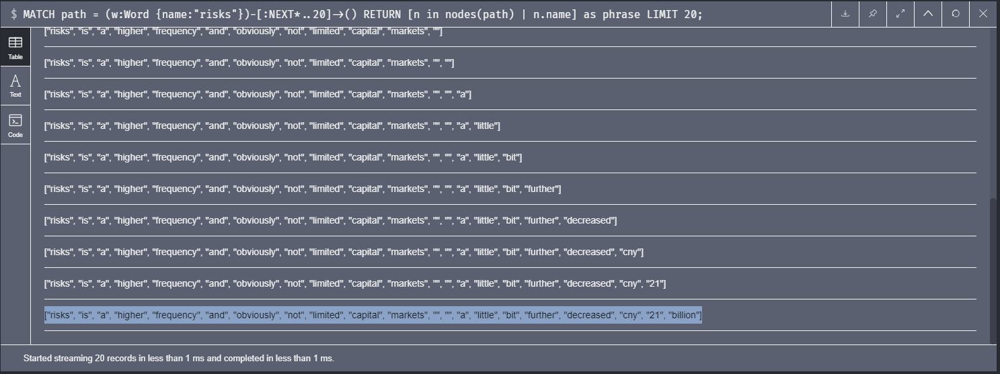 $ MATCH path = (w:Word {name:"risks"})-[:NEXT*..20]->() RETURN [n in nodes(path) | n.name] as phrase LIMIT 20;
["risks", "is", "a", "higher", "frequency", "and", "obviously", "not", "limited", "capital", "markets", ""]
Table
["risks", "is", "a", "higher", "frequency", "and", "obviously", "not", "limited", "capital", "markets", "", ""]
["risks", "is", "a", "higher", "frequency", "and", "obviously", "not", "limited", "capital", "markets", "", "", "a"]
Text
["risks", "is", "a", "higher", "frequency", "and", "obviously", "not", "limited", "capital", "markets", "", "", "a", "little"]
Code
["risks", "is", "a", "higher", "frequency", "and", "obviously", "not", "limited", "capital", "markets", "", "", "a", "little", "bit"]
["risks", "is", "a", "higher", "frequency", "and", "obviously", "not", "limited", "capital", "markets", "", "", "a", "little", "bit", "further"]
["risks", "is", "a", "higher", "frequency", "and", "obviously", "not", "limited", "capital", "markets", "", "", "a", "little", "bit", "further", "decreased"]
["risks", "is", "a", "higher", "frequency", "and", "obviously", "not", "limited", "capital", "markets", "", "", "a", "little", "bit", "further", "decreased", "cny"]
["risks", "is", "a", "higher", "frequency", "and", "obviously", "not", "limited", "capital", "markets", "", "", "a", "little", "bit", "further", "decreased", "cny", "21"]
["risks", "is", "a", "higher", "frequency", "and", "obviously", "not", "limited", "capital", "markets", "", "", "a", "little", "bit", "further", "decreased", "cny", "21", "billion"]
Started streaming 20 records in less than 1 ms and completed in less than 1 ms.